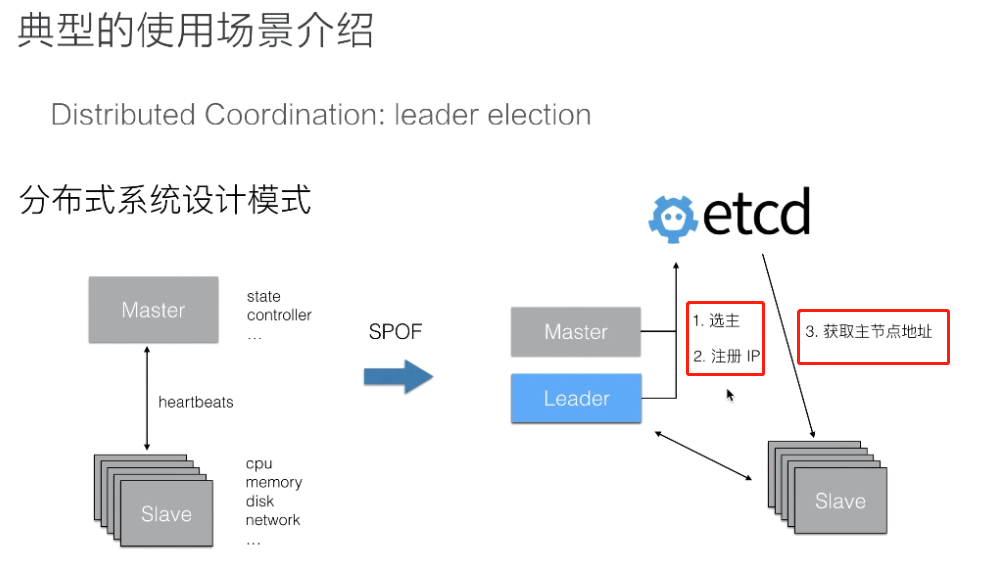 典型的使用场景介绍
Distributed Coordination: leader election
分布式系统设计模式
etcd
Master
state
controller
...
heartbeats
Slave
cpu
memory
disk
network
...
SPOF
Master
Leader
1. 选主
2. 注册 IP
3. 获取主节点地址
Slave